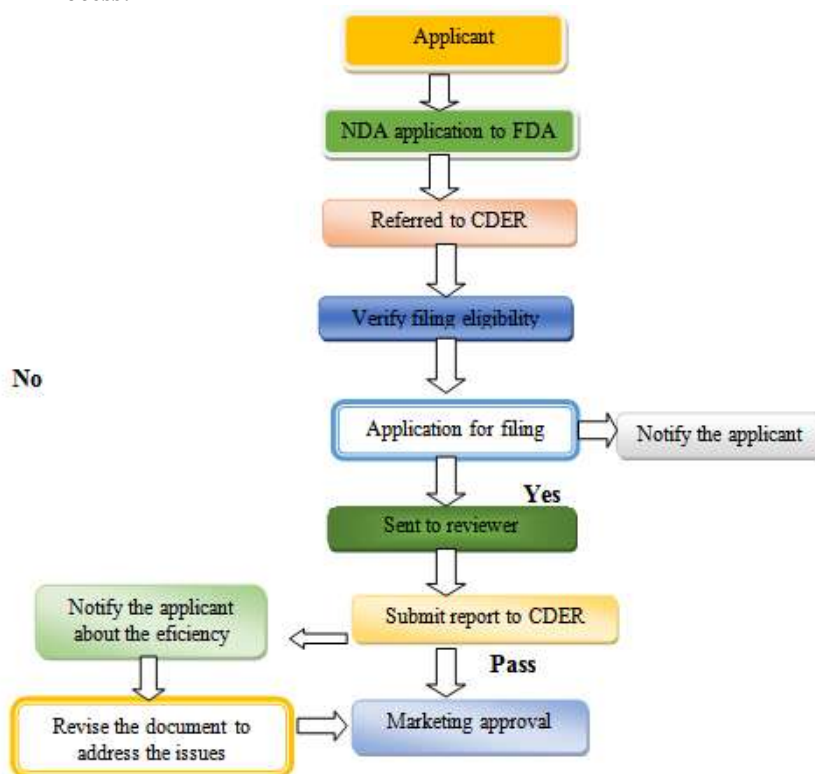 Applicant
NDA application to FDA
Referred to CDER
Verify filing eligibility
No
Application for filing
Notify the applicant
Yes
Sent to reviewer
Notify the applicant
about the eficiency
Submit report to CDER
Pass
Revise the document to
address the issues
Marketing approval